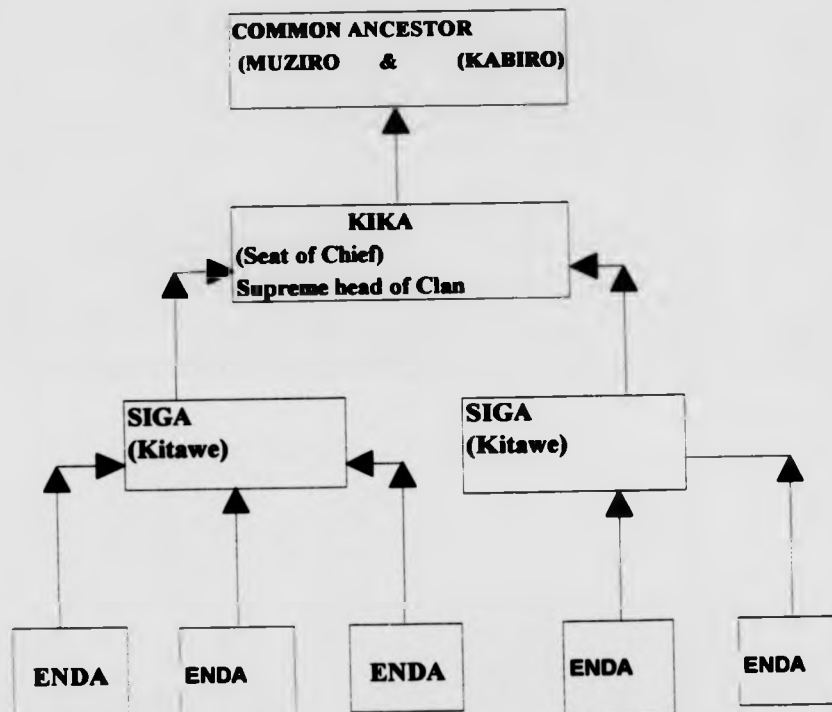 COMMON ANCESTOR
(MUZIRO & (KABIRO)
KIKA
(Seat of Chief)
Supreme head of Clan
SIGA
(Kitawe)
SIGA
(Kitawe)
ENDA
ENDA
ENDA
ENDA
ENDA